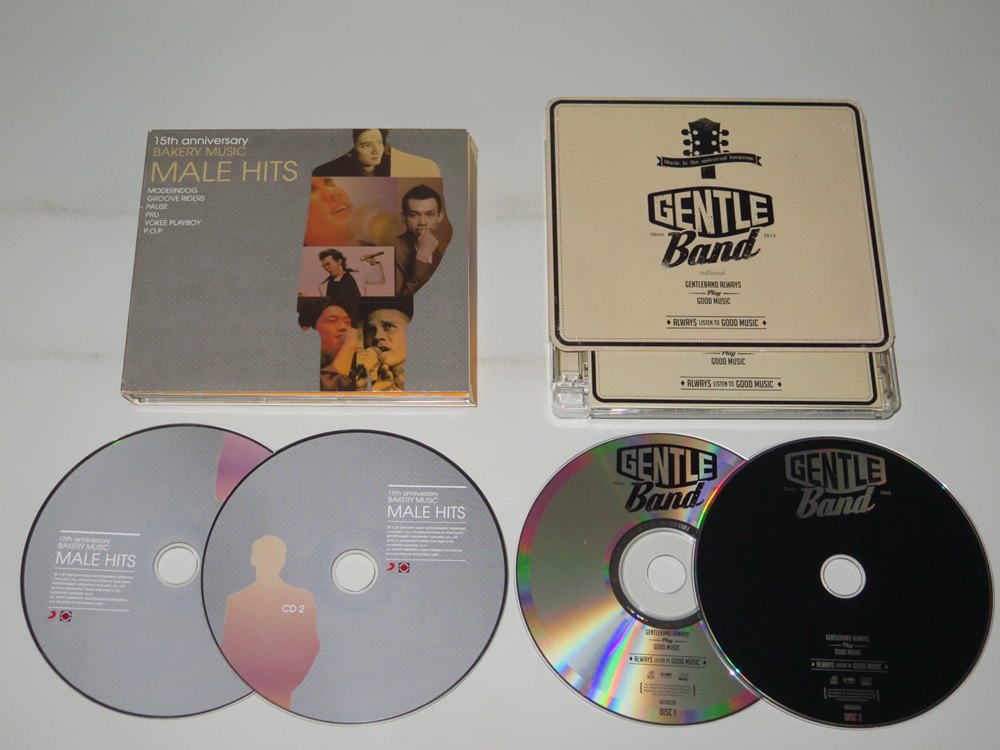 15th anniversary
BAKERY MUSIC
MALE HITS
MODERNDOG
GROOVE RIDERS
PAUSE
PRU
YOKEE PLAYBOY
P.O.P
Music is the universal language
GENTLE
Since 2013
Band
GENTLEBAND ALWAYS
Play
GOOD MUSIC
ALWAYS LISTEN TO GOOD MUSIC
Play
GOOD MUSIC
ALWAYS LISTEN TO GOOD MUSIC
15th anniversary
BAKERY MUSIC
MALE HITS
15th anniversary
BAKERY MUSIC
MALE HITS
CD 2
GENTLE
Since
Band
GENTLEBAND ALWAYS
Play
GOOD MUSIC
ALWAYS LISTEN TO GOOD MUSIC
DISC 1
GENTLE
Since 2013
Band
GENTLEBAND ALWAYS
Play
GOOD MUSIC
ALWAYS LISTEN TO GOOD MUSIC
DISC 2